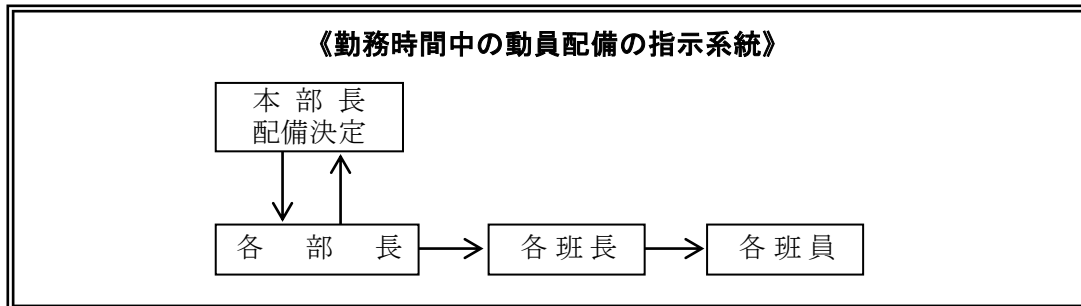 《勤務時間中の動員配備の指示系統》
本 部 長
配備決定
各 部 長
各 班 長
各 班 員